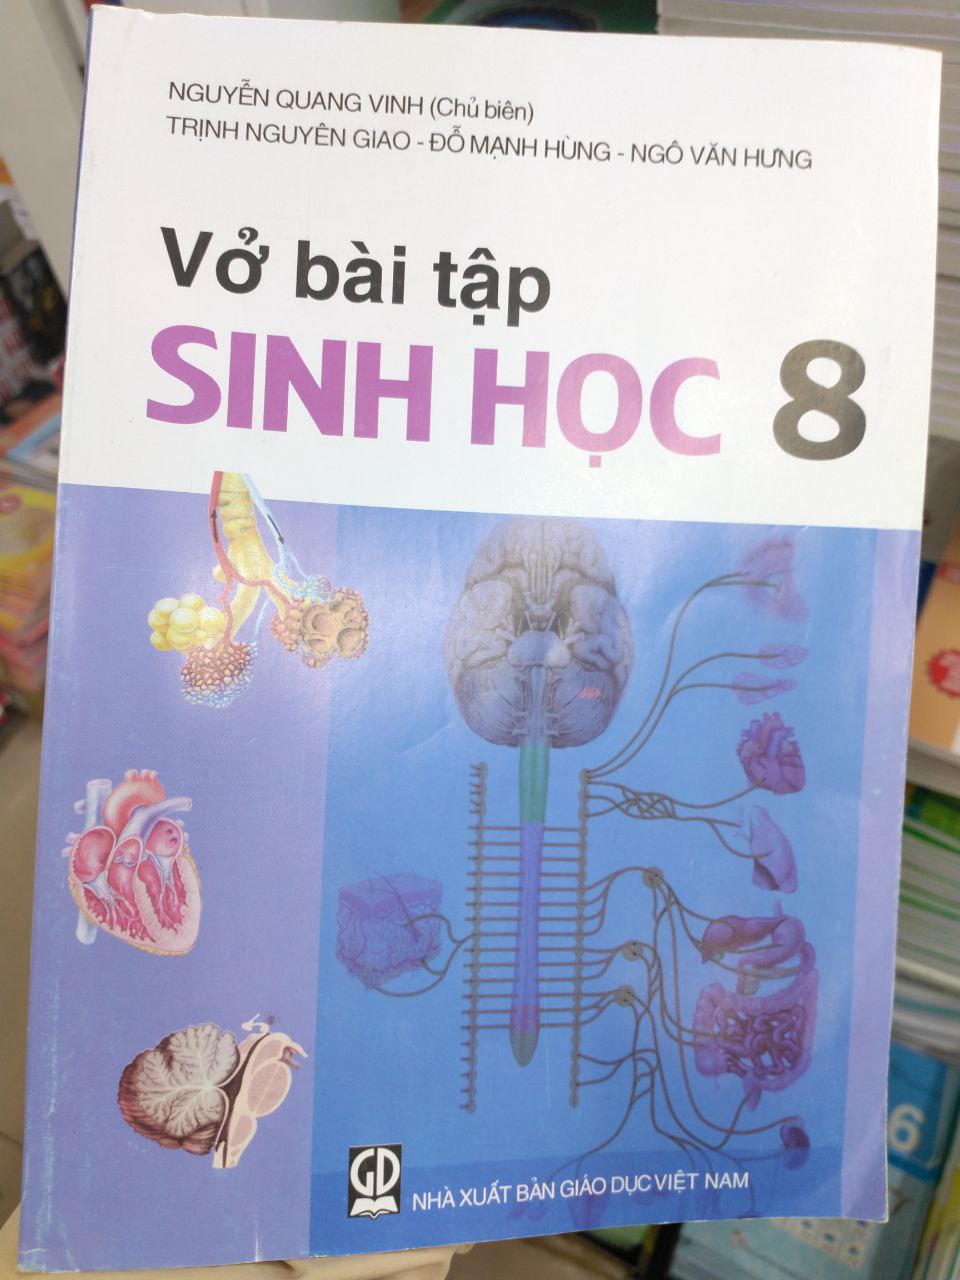 NGUYỄN QUANG VINH (Chủ biên)
TRỊNH NGUYÊN GIAO - ĐỖ MẠNH HÙNG - NGÔ VĂN HƯNG
Vở bài tập
SINH HỌC 8
GD
NHÀ XUẤT BẢN GIÁO DỤC VIỆT NAM
6